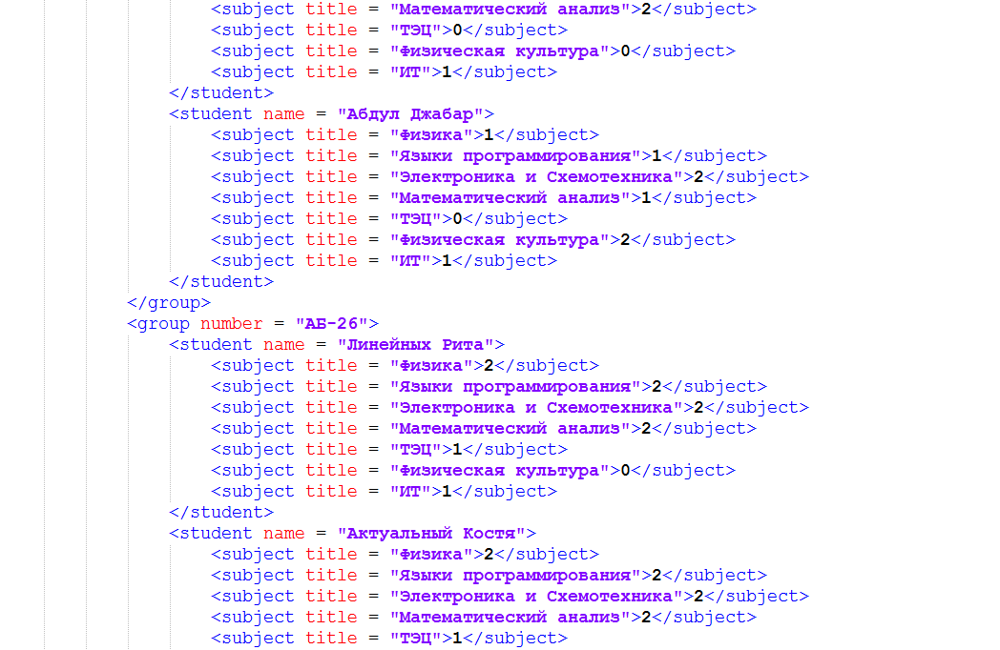 <subject title = "Математический анализ">2</subject>
<subject title = "ТЭЦ">0</subject>
<subject title = "Физическая культура">0</subject>
<subject title = "ИТ">1</subject>
</student>
<student name = "Абдул Джабар">
<subject title = "Физика">1</subject>
<subject title = "Языки программирования">1</subject>
<subject title = "Электроника и Схемотехника">2</subject>
<subject title = "Математический анализ">1</subject>
<subject title = "ТЭЦ">0</subject>
<subject title = "Физическая культура">2</subject>
<subject title = "ИТ">1</subject>
</student>
</group>
<group number = "АБ-26">
<student name = "Линейных Рита">
<subject title = "Физика">2</subject>
<subject title = "Языки программирования">2</subject>
<subject title = "Электроника и Схемотехника">2</subject>
<subject title = "Математический анализ">2</subject>
<subject title = "ТЭЦ">1</subject>
<subject title = "Физическая культура">0</subject>
<subject title = "ИТ">1</subject>
</student>
<student name = "Актуальный Костя">
<subject title = "Физика">2</subject>
<subject title = "Языки программирования">2</subject>
<subject title = "Электроника и Схемотехника">2</subject>
<subject title = "Математический анализ">2</subject>
<subject title = "ТЭЦ">1</subject>